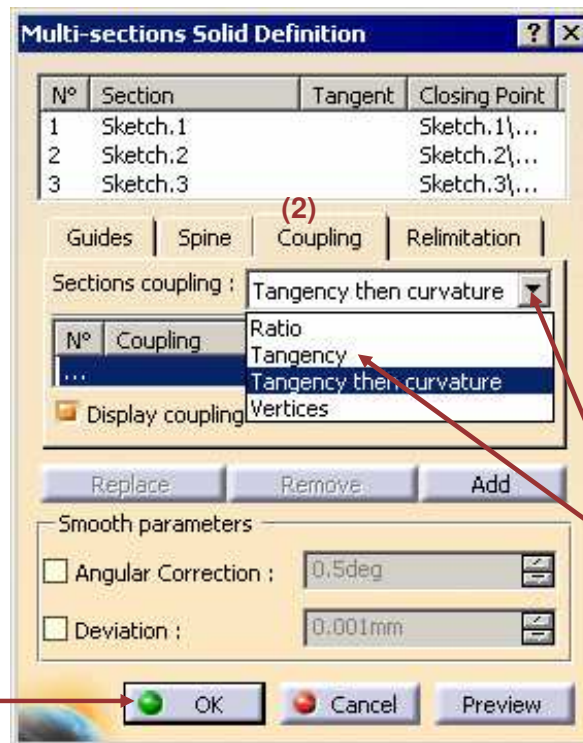 Multi-sections Solid Definition ? X
N° Section Tangent Closing Point
1 Sketch.1 Sketch.1\...
2 Sketch.2 Sketch.2\...
3 Sketch.3 Sketch.3\...
(2)
Guides Spine Coupling Relimitation
Sections coupling : Tangency then curvature
Ratio
N° Coupling
Tangency
... Tangency then curvature
Display coupling Vertices
Replace Remove Add
Smooth parameters
Angular Correction : 0.5deg
Deviation : 0.001mm
OK Cancel Preview